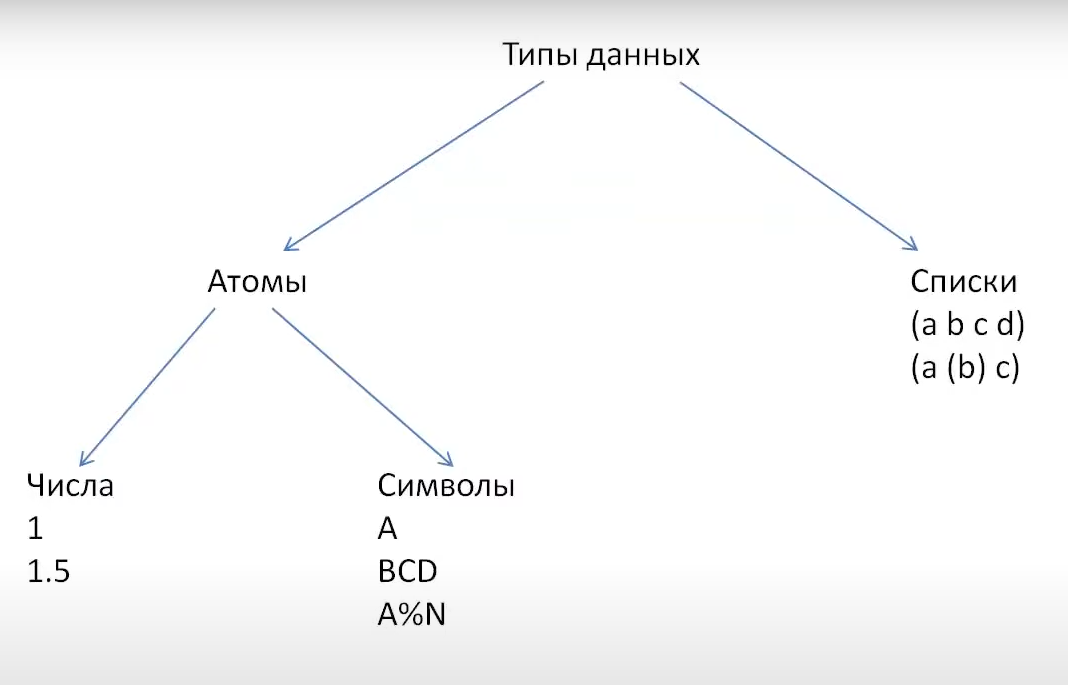 Типы данных
Атомы
Списки
(a b c d)
(a (b) c)
Числа
1
1.5
Символы
A
BCD
A%N